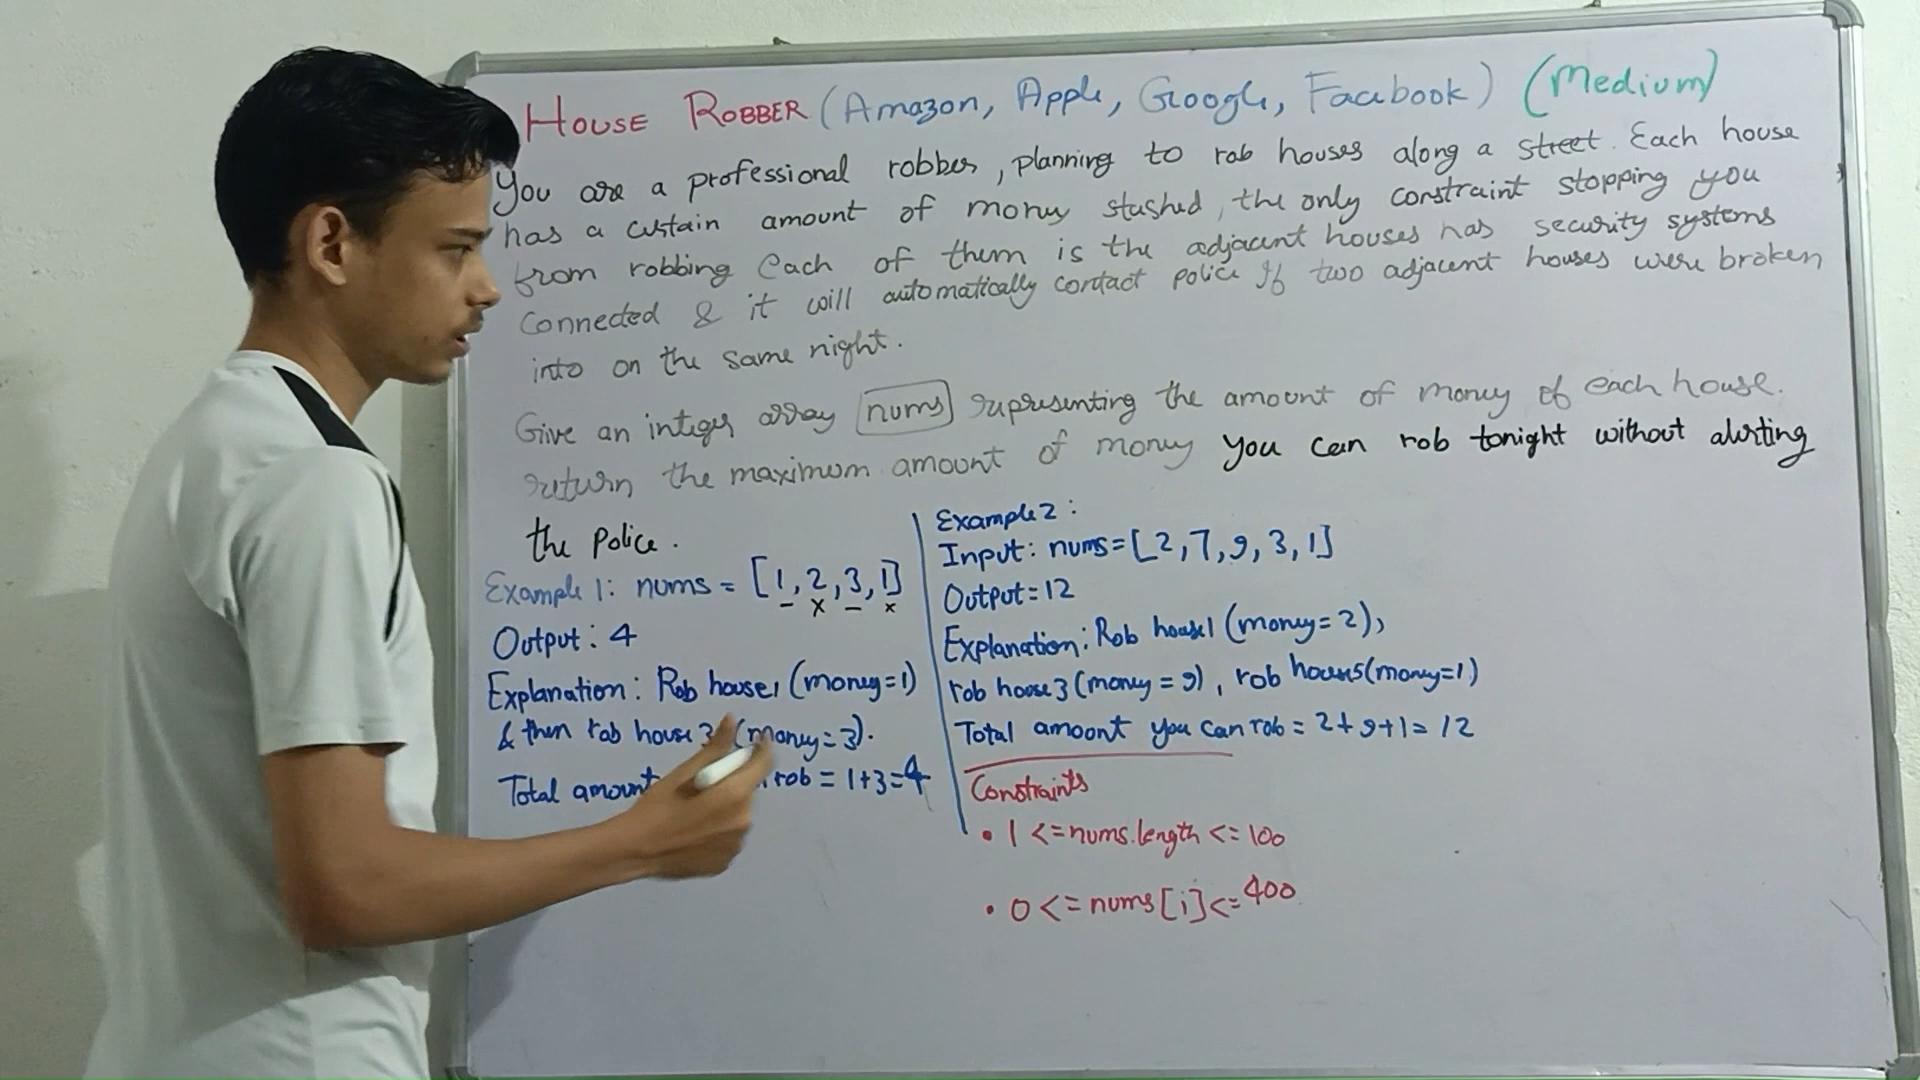 HOUSE ROBBER (Amazon, Apple, Google, Facebook) (Medium)
You are a professional robber, planning to rob houses along a street. Each house
has a certain amount of money stashed, the only constraint stopping you
from robbing each of them is the adjacent houses has security systems
connected & it will automatically contact police if two adjacent houses were broken
into on the same night.
Give an integer array nums representing the amount of money of each house.
return the maximum amount of money you can rob tonight without alerting
the police.
Example 1: nums = [1, 2, 3, 1]
- x - x
Output: 4
Explanation: Rob house1 (money=1)
& then rob house 3 (money=3).
Total amount rob = 1+3=4
Example 2:
Input: nums=[2,7,9,3,1]
Output=12
Explanation: Rob house1 (money=2),
rob house 3 (money = 9), rob houses5(money=1)
Total amoont you can rob = 2+9+1=12
Constraints
• 1 <=nums.length <= 100
• 0 <= nums[i]<=400